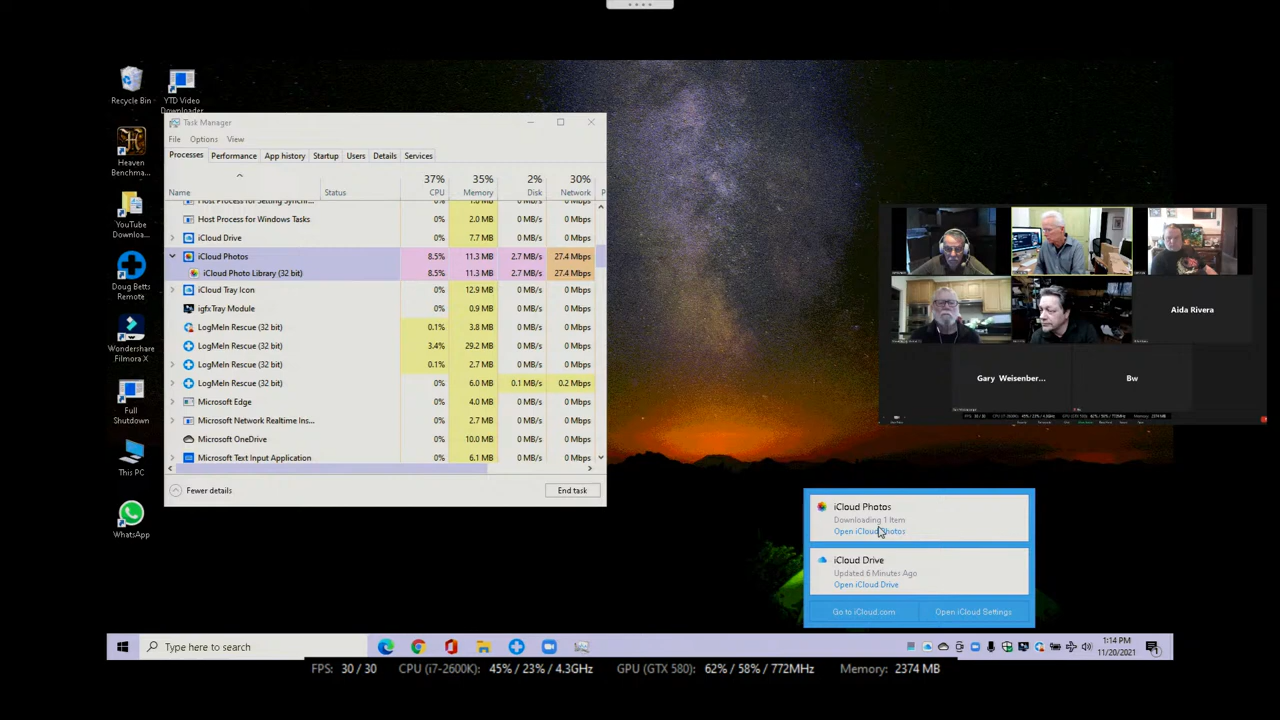 Recycle Bin
YTD Video
Downloader
Heaven
Benchma...
YouTube
Downloa...
Doug Betts
Remote
Wondershare
Filmora X
Full
Shutdown
This PC
WhatsApp
Task Manager
File Options View
Processes Performance App history Startup Users Details Services
37% 35% 2% 30%
Name Status CPU Memory Disk Network
Host Process for Windows Tasks 0% 2.0 MB 0 MB/s 0 Mbps
iCloud Drive 0% 7.7 MB 0 MB/s 0 Mbps
iCloud Photos 8.5% 11.3 MB 2.7 MB/s 27.4 Mbps
iCloud Photo Library (32 bit) 8.5% 11.3 MB 2.7 MB/s 27.4 Mbps
iCloud Tray Icon 0% 12.9 MB 0 MB/s 0 Mbps
igfxTray Module 0% 0.9 MB 0 MB/s 0 Mbps
LogMeIn Rescue (32 bit) 0.1% 3.8 MB 0 MB/s 0 Mbps
LogMeIn Rescue (32 bit) 3.4% 29.2 MB 0 MB/s 0 Mbps
LogMeIn Rescue (32 bit) 0.1% 2.7 MB 0 MB/s 0 Mbps
LogMeIn Rescue (32 bit) 0% 6.0 MB 0.1 MB/s 0.2 Mbps
Microsoft Edge 0% 4.0 MB 0 MB/s 0 Mbps
Microsoft Network Realtime Ins... 0% 2.7 MB 0 MB/s 0 Mbps
Microsoft OneDrive 0% 10.0 MB 0 MB/s 0 Mbps
Microsoft Text Input Application 0% 6.1 MB 0 MB/s 0 Mbps
Fewer details End task
Aida Rivera
Gary Weisenber... Bw
iCloud Photos
Downloading 1 Item
Open iCloud Photos
iCloud Drive
Updated 6 Minutes Ago
Open iCloud Drive
Go to iCloud.com Open iCloud Settings
Type here to search
1:14 PM
11/20/2021
FPS: 30 / 30 CPU (i7-2600K): 45% / 23% / 4.3GHz GPU (GTX 580): 62% / 58% / 772MHz Memory: 2374 MB